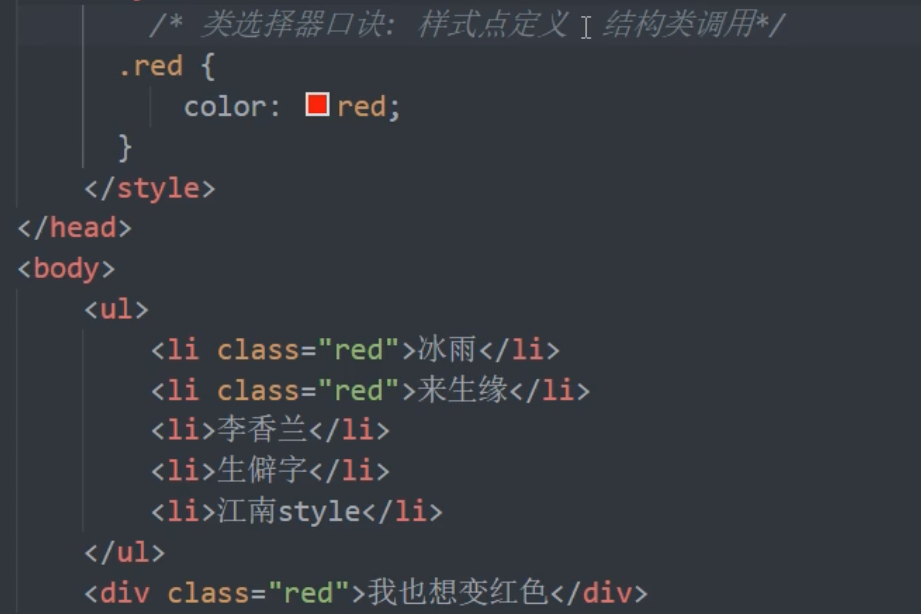 /* 类选择器口诀: 样式点定义 结构类调用*/
.red {
color: red;
}
</style>
</head>
<body>
<ul>
<li class="red">冰雨</li>
<li class="red">来生缘</li>
<li>李香兰</li>
<li>生僻字</li>
<li>江南style</li>
</ul>
<div class="red">我也想变红色</div>